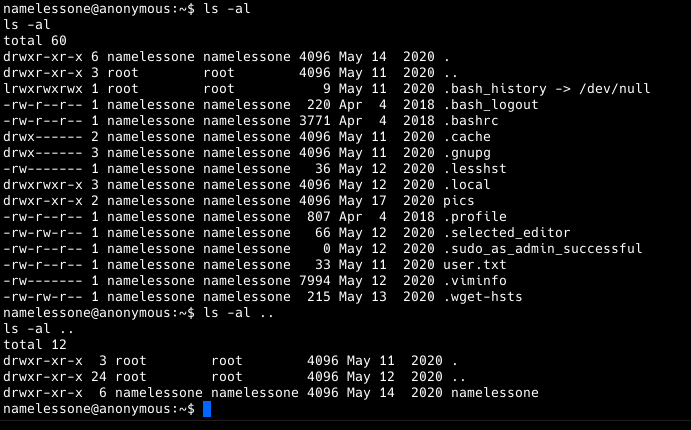 namelessone@anonymous:~$ ls -al
ls -al
total 60
drwxr-xr-x 6 namelessone namelessone 4096 May 14  2020 .
drwxr-xr-x 3 root        root        4096 May 11  2020 ..
lrwxrwxrwx 1 root        root           9 May 11  2020 .bash_history -> /dev/null
-rw-r--r-- 1 namelessone namelessone  220 Apr  4  2018 .bash_logout
-rw-r--r-- 1 namelessone namelessone 3771 Apr  4  2018 .bashrc
drwx------ 2 namelessone namelessone 4096 May 11  2020 .cache
drwx------ 3 namelessone namelessone 4096 May 11  2020 .gnupg
-rw------- 1 namelessone namelessone   36 May 12  2020 .lesshst
drwxrwxr-x 3 namelessone namelessone 4096 May 12  2020 .local
drwxr-xr-x 2 namelessone namelessone 4096 May 17  2020 pics
-rw-r--r-- 1 namelessone namelessone  807 Apr  4  2018 .profile
-rw-rw-r-- 1 namelessone namelessone   66 May 12  2020 .selected_editor
-rw-r--r-- 1 namelessone namelessone    0 May 12  2020 .sudo_as_admin_successful
-rw-r--r-- 1 namelessone namelessone   33 May 11  2020 user.txt
-rw------- 1 namelessone namelessone 7994 May 12  2020 .viminfo
-rw-rw-r-- 1 namelessone namelessone  215 May 13  2020 .wget-hsts
namelessone@anonymous:~$ ls -al ..
ls -al ..
total 12
drwxr-xr-x  3 root        root        4096 May 11  2020 .
drwxr-xr-x 24 root        root        4096 May 12  2020 ..
drwxr-xr-x  6 namelessone namelessone 4096 May 14  2020 namelessone
namelessone@anonymous:~$